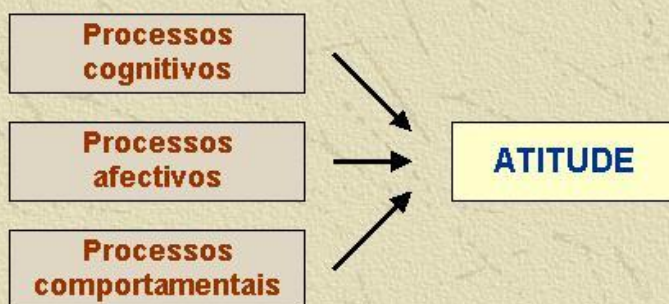 Processos
cognitivos
Processos
afectivos
ATITUDE
Processos
comportamentais